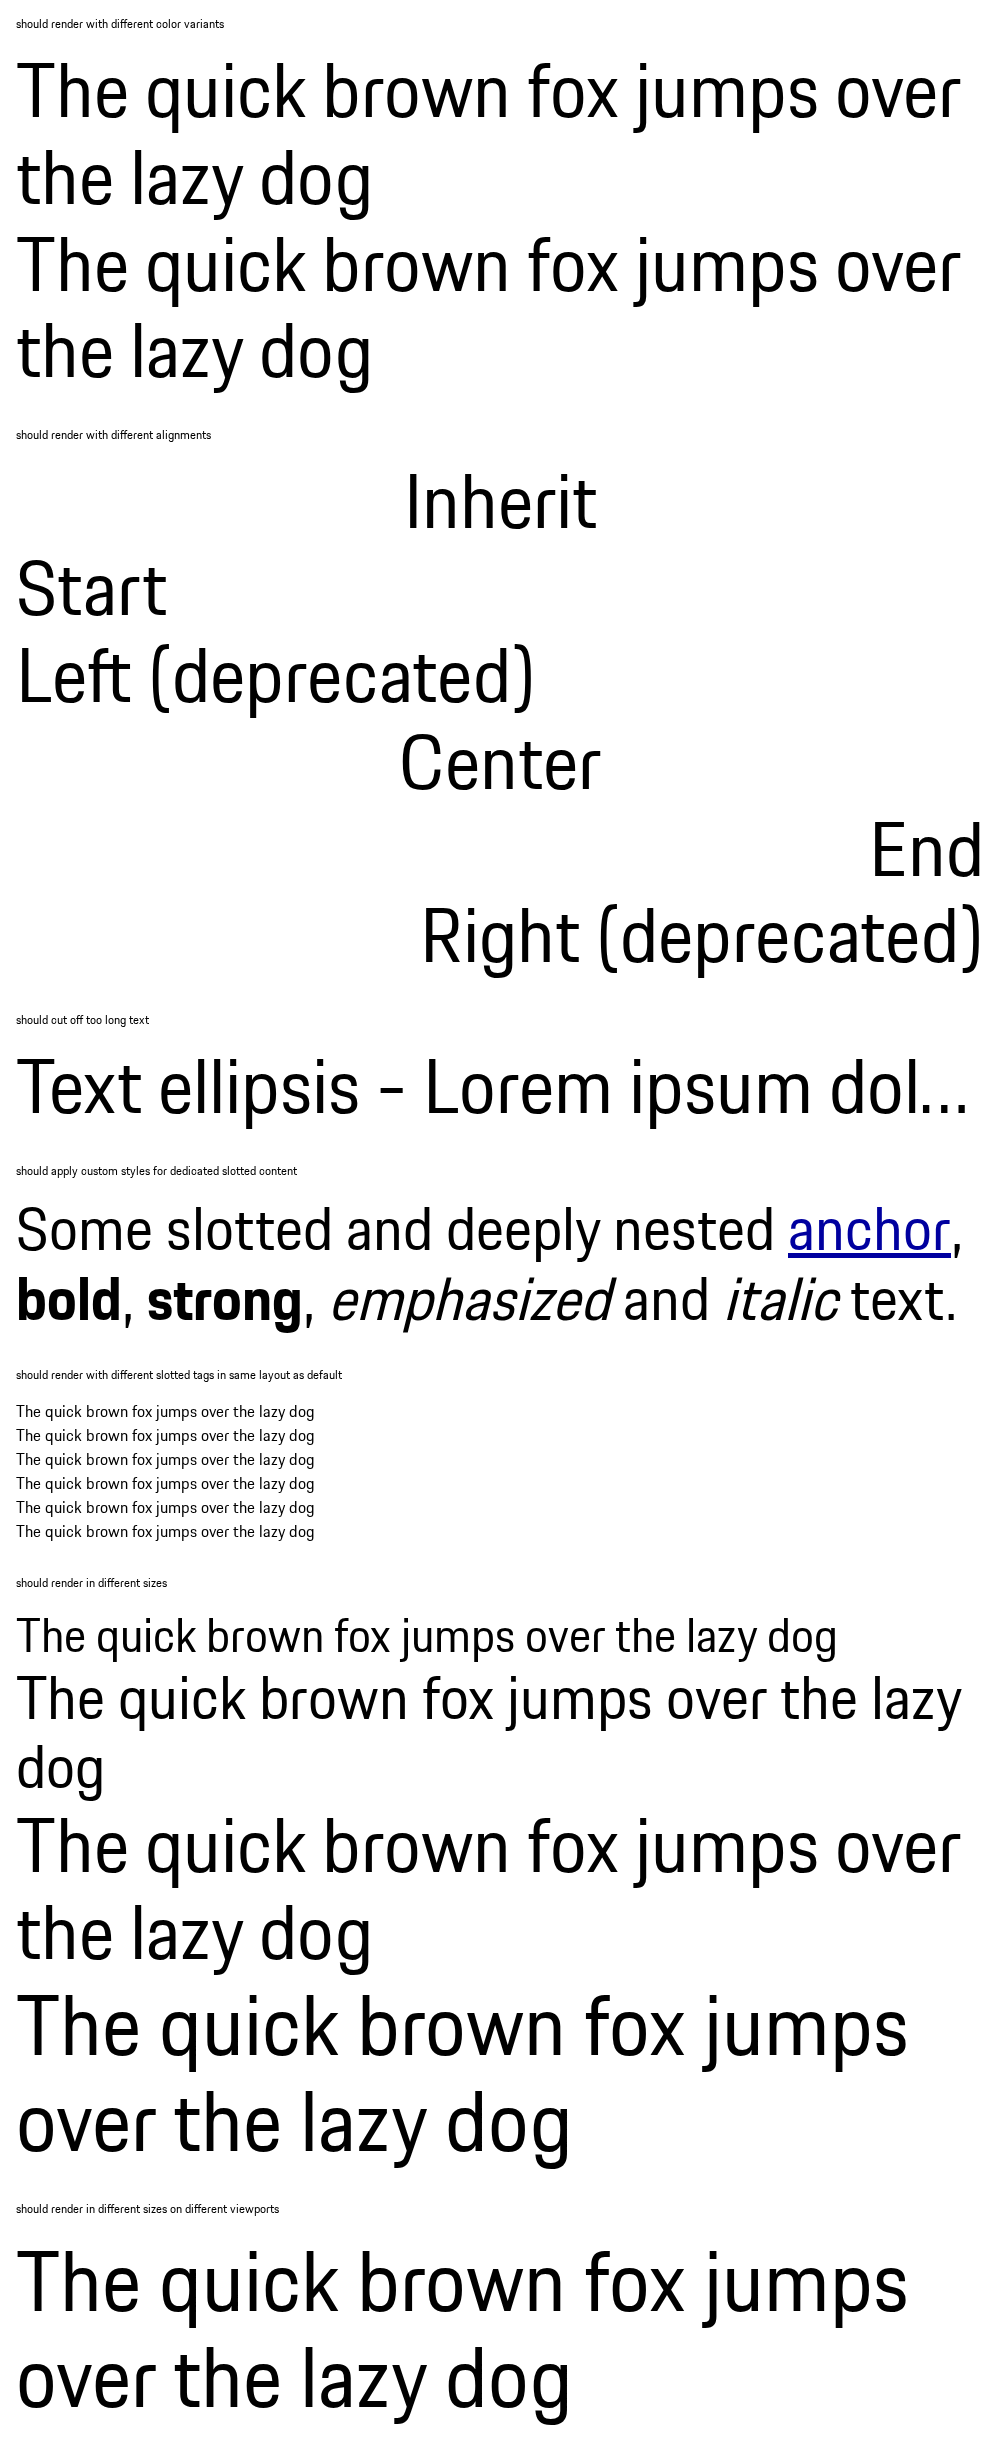 should render with different color variants
The quick brown fox jumps over
the lazy dog
The quick brown fox jumps over
the lazy dog
should render with different alignments
Inherit
Start
Left (deprecated)
Center
End
Right (deprecated)
should cut off too long text
Text ellipsis - Lorem ipsum dol...
should apply custom styles for dedicated slotted content
Some slotted and deeply nested anchor,
bold, strong, emphasized and italic text.
should render with different slotted tags in same layout as default
The quick brown fox jumps over the lazy dog
The quick brown fox jumps over the lazy dog
The quick brown fox jumps over the lazy dog
The quick brown fox jumps over the lazy dog
The quick brown fox jumps over the lazy dog
The quick brown fox jumps over the lazy dog
should render in different sizes
The quick brown fox jumps over the lazy dog
The quick brown fox jumps over the lazy
dog
The quick brown fox jumps over
the lazy dog
The quick brown fox jumps
over the lazy dog
should render in different sizes on different viewports
The quick brown fox jumps
over the lazy dog